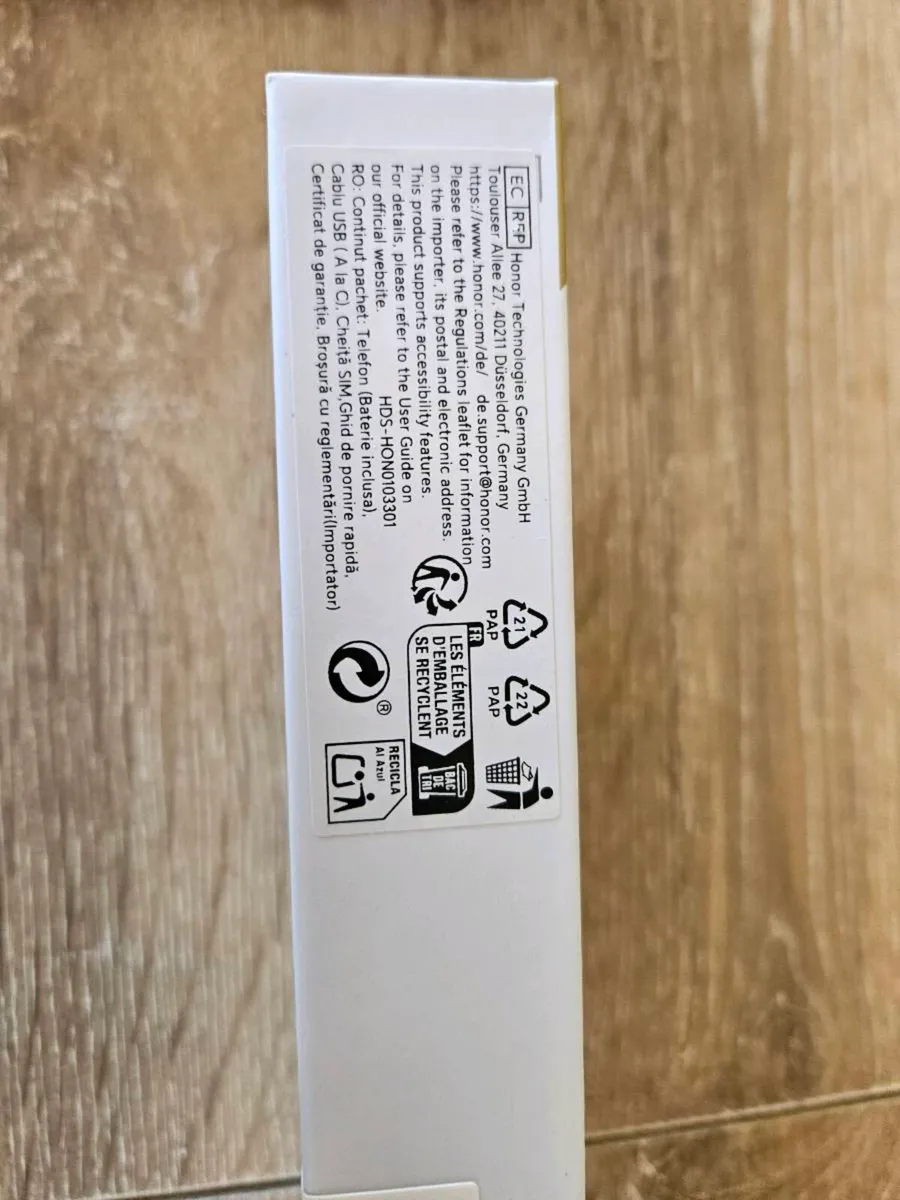 EC REP Honor Technologies Germany GmbH
Toulouser Allee 27, 40211 Düsseldorf, Germany
https://www.honor.com/de/ de.support@honor.com
Please refer to the Regulations leaflet for information
on the importer, its postal and electronic address.
This product supports accessibility features.
For details, please refer to the User Guide on
our official website. HDS-HON0103301
RO: Continut pachet: Telefon (Baterie inclusa),
Cablu USB ( A la C), Cheiță SIM,Ghid de pornire rapidă,
Certificat de garanție, Broșură cu reglementări(Importator)
21
PAP
22
PAP
FR
LES ÉLÉMENTS
D'EMBALLAGE
SE RECYCLENT
BAC
DE
TRI
®
RECICLA
Al Azul